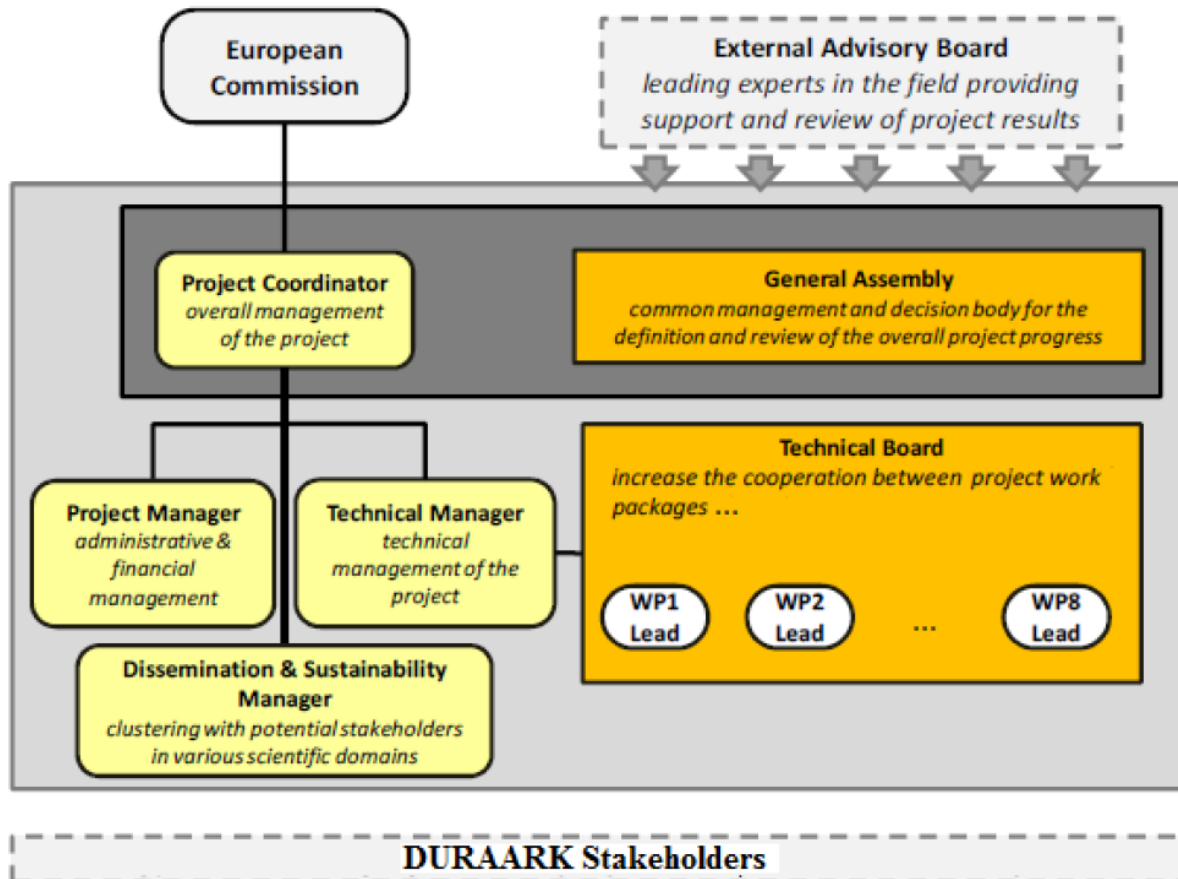 European
Commission
External Advisory Board
leading experts in the field providing
support and review of project results
Project Coordinator
overall management
of the project
General Assembly
common management and decision body for the
definition and review of the overall project progress
Project Manager
administrative &
financial
management
Technical Manager
technical
management of the
project
Technical Board
increase the cooperation between project work
packages ...
WP1
Lead
WP2
Lead
...
WP8
Lead
Dissemination & Sustainability
Manager
clustering with potential stakeholders
in various scientific domains
DURAARK Stakeholders